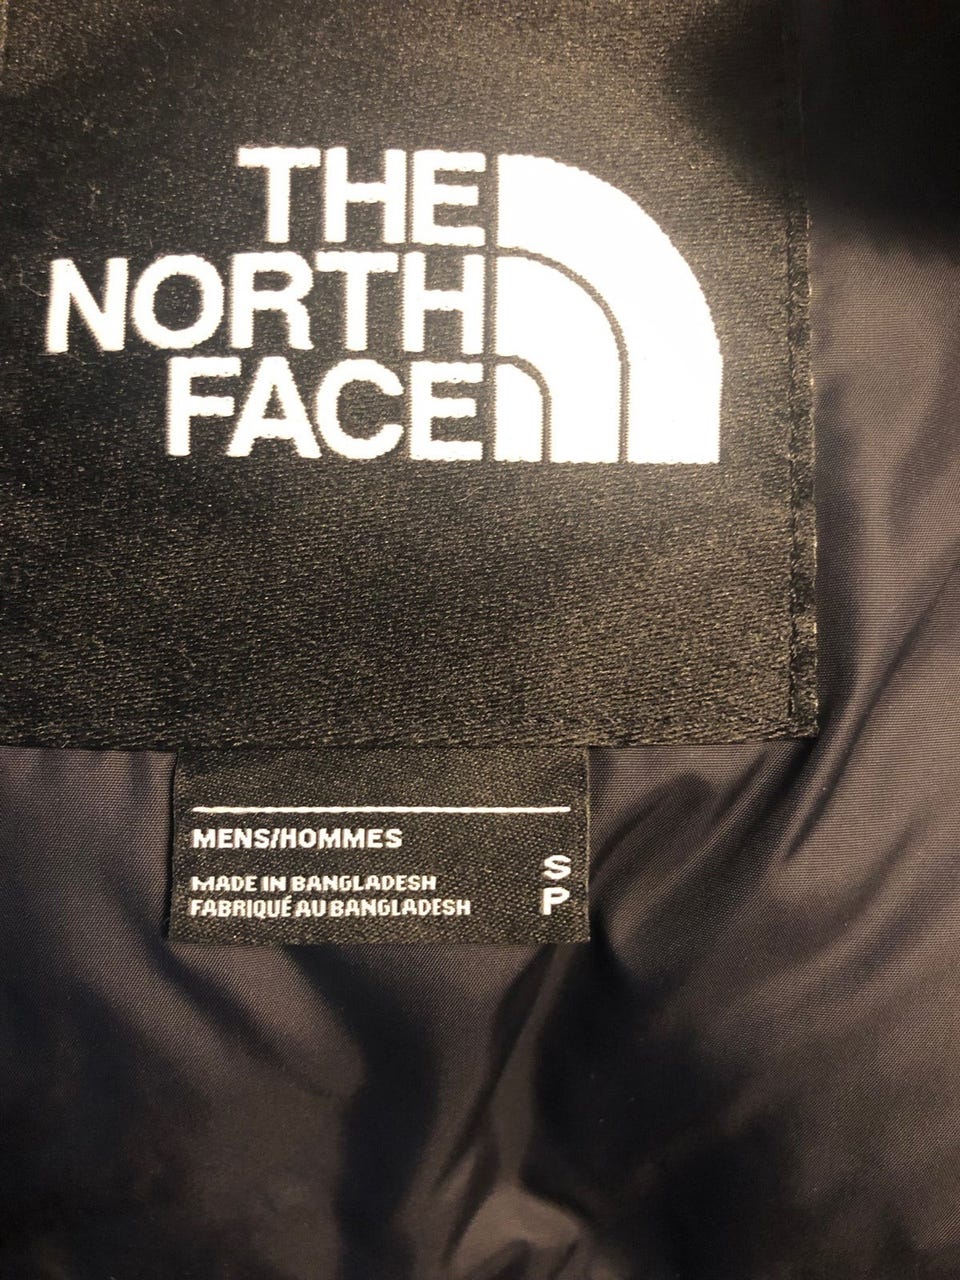 THE
NORTH
FACE
MENS/HOMMES
MADE IN BANGLADESH
FABRIQUÉ AU BANGLADESH
S
P